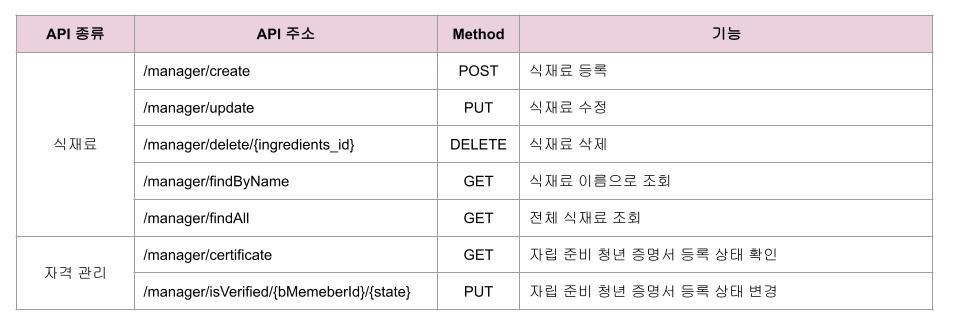 API 종류 API 주소 Method 기능
/manager/create POST 식재료 등록
/manager/update PUT 식재료 수정
식재료 /manager/delete/{ingredients_id} DELETE 식재료 삭제
/manager/findByName GET 식재료 이름으로 조회
/manager/findAll GET 전체 식재료 조회
자격 관리
/manager/certificate GET 자립 준비 청년 증명서 등록 상태 확인
/manager/isVerified/{bMemeberId}/{state} PUT 자립 준비 청년 증명서 등록 상태 변경